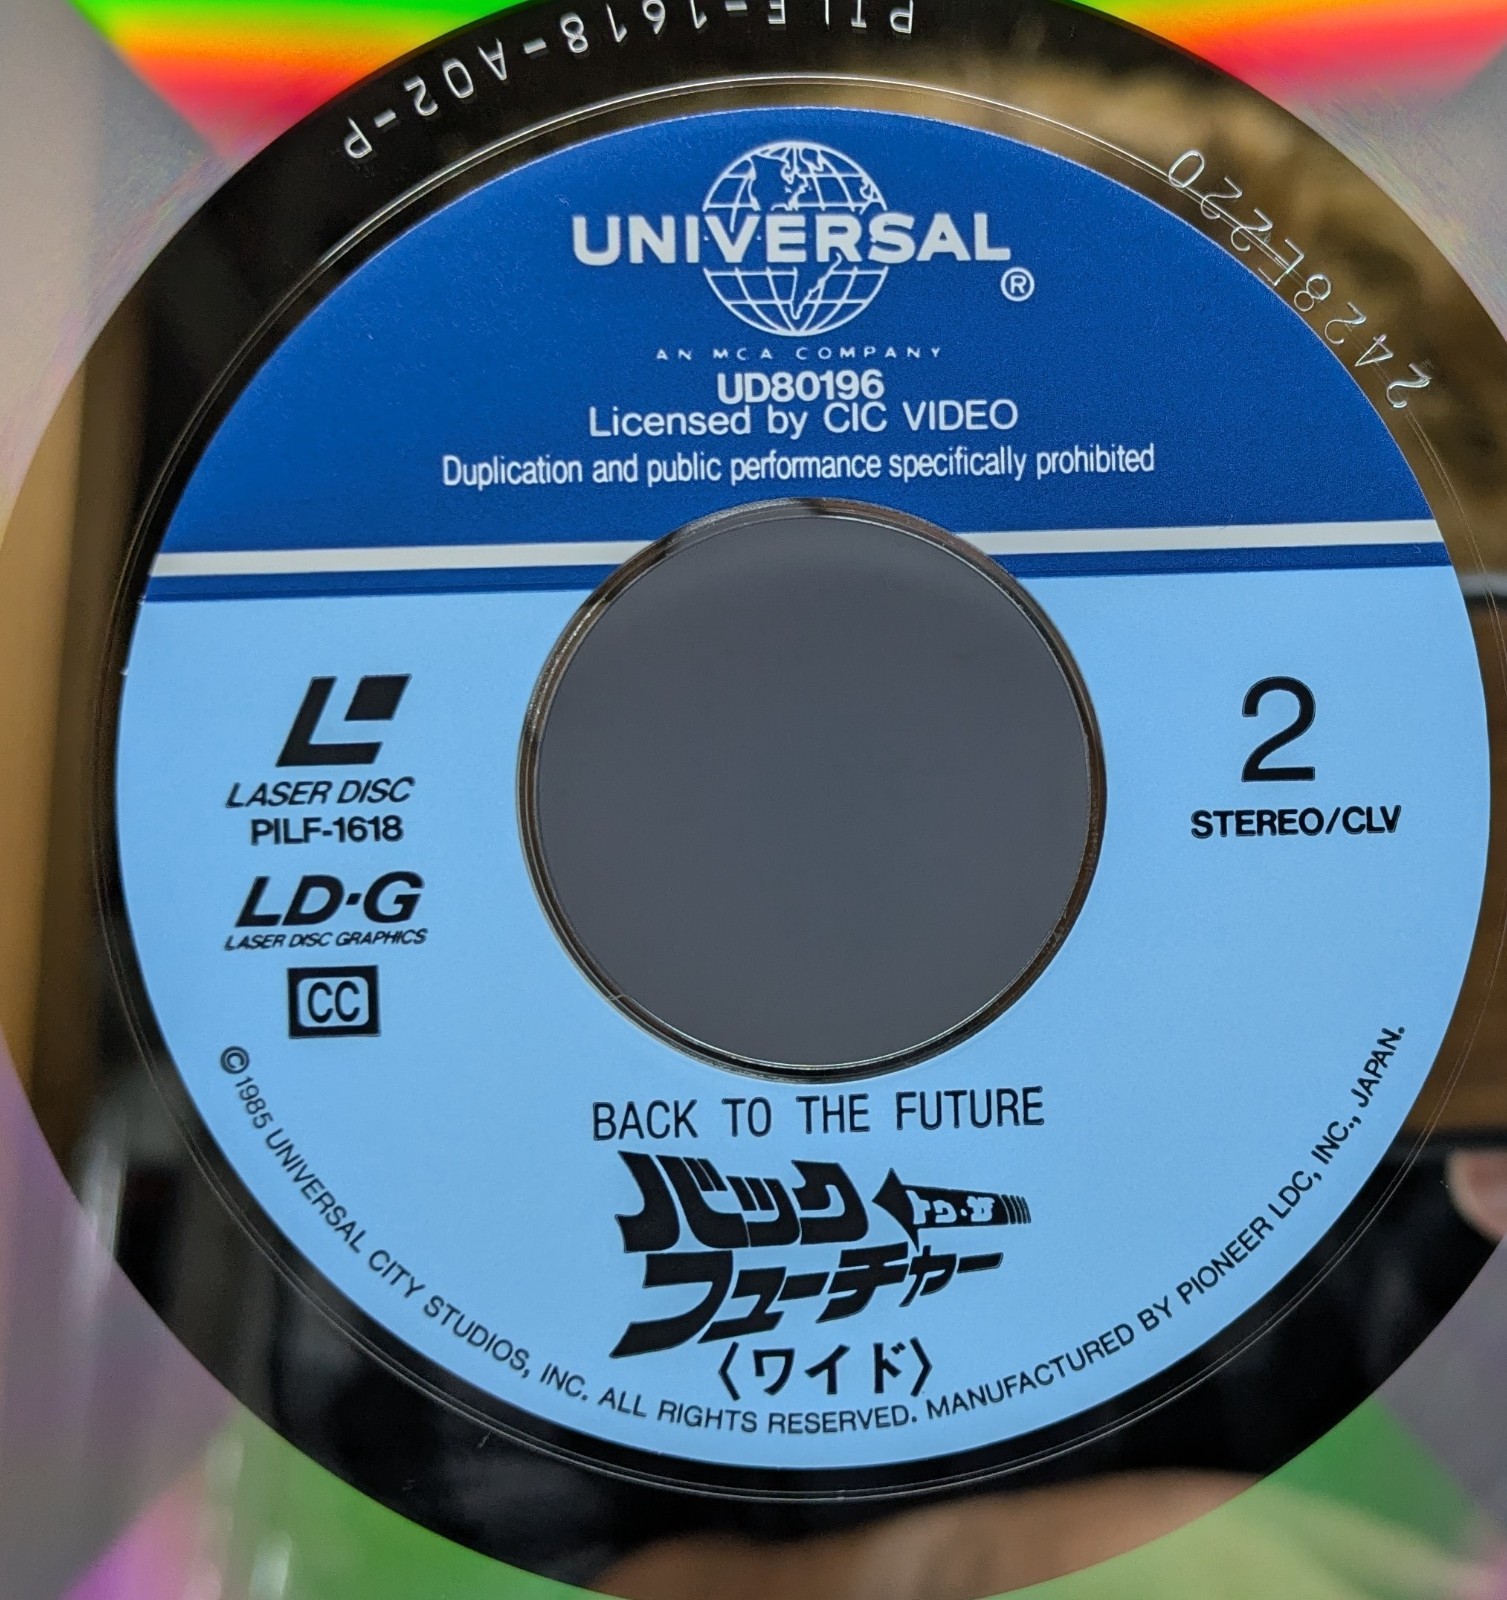 PILF-1618-A02-P
2428E220
UNIVERSAL
®
AN MCA COMPANY
UD80196
Licensed by CIC VIDEO
Duplication and public performance specifically prohibited
LASER DISC
PILF-1618
LD·G
LASER DISC GRAPHICS
CC
2
STEREO/CLV
BACK TO THE FUTURE
バック トゥ・ザ
フューチャー
〈ワイド〉
©1985 UNIVERSAL CITY STUDIOS, INC. ALL RIGHTS RESERVED. MANUFACTURED BY PIONEER LDC, INC., JAPAN.